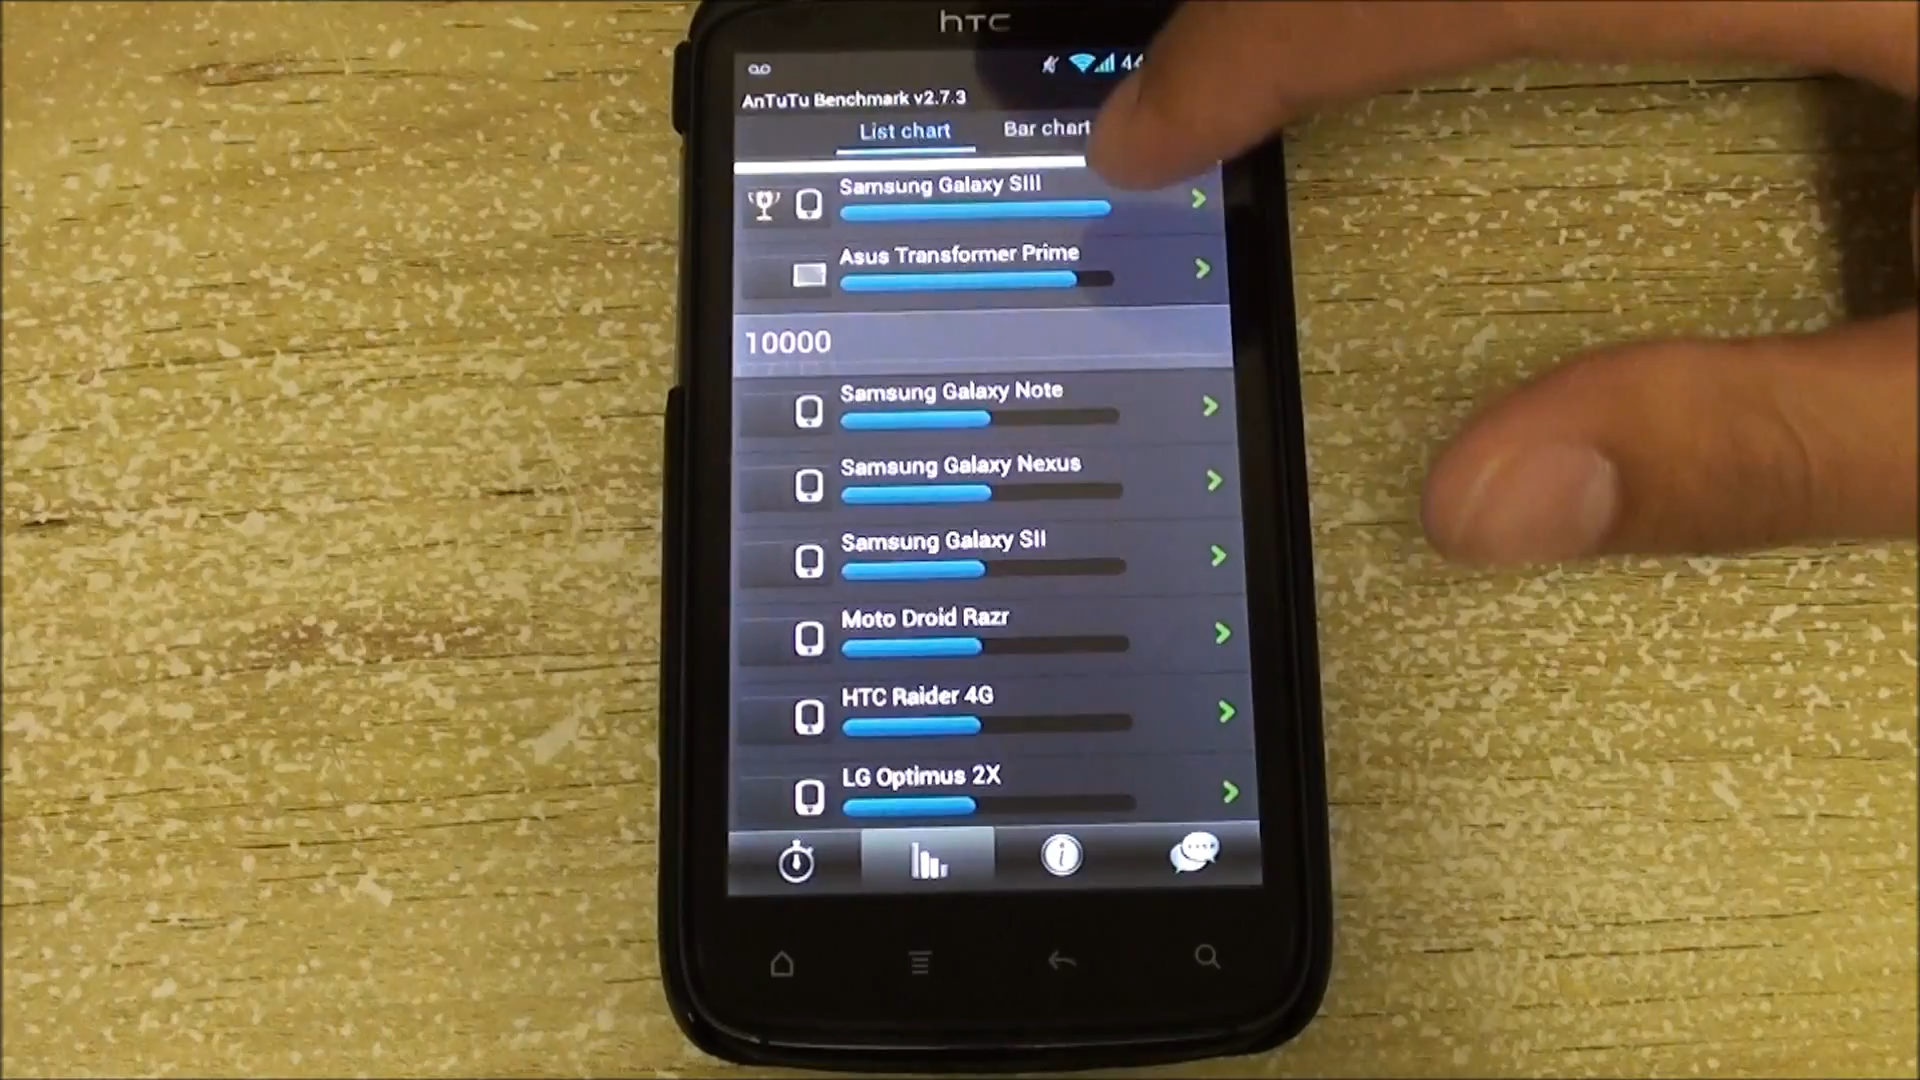 hTC
44
AnTuTu Benchmark v2.7.3
List chart
Bar chart
Samsung Galaxy SIII
Asus Transformer Prime
10000
Samsung Galaxy Note
Samsung Galaxy Nexus
Samsung Galaxy SII
Moto Droid Razr
HTC Raider 4G
LG Optimus 2X